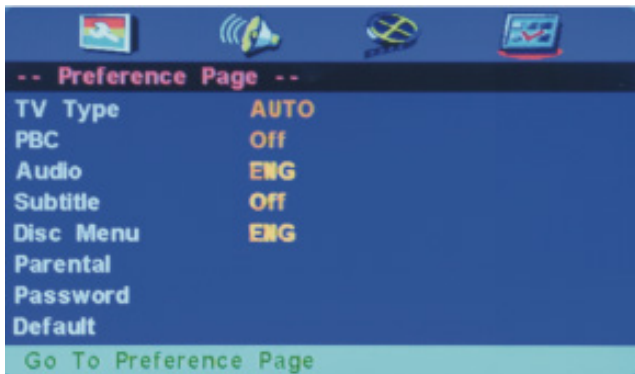 -- Preference Page --
TV Type AUTO
PBC Off
Audio ENG
Subtitle Off
Disc Menu ENG
Parental
Password
Default
Go To Preference Page